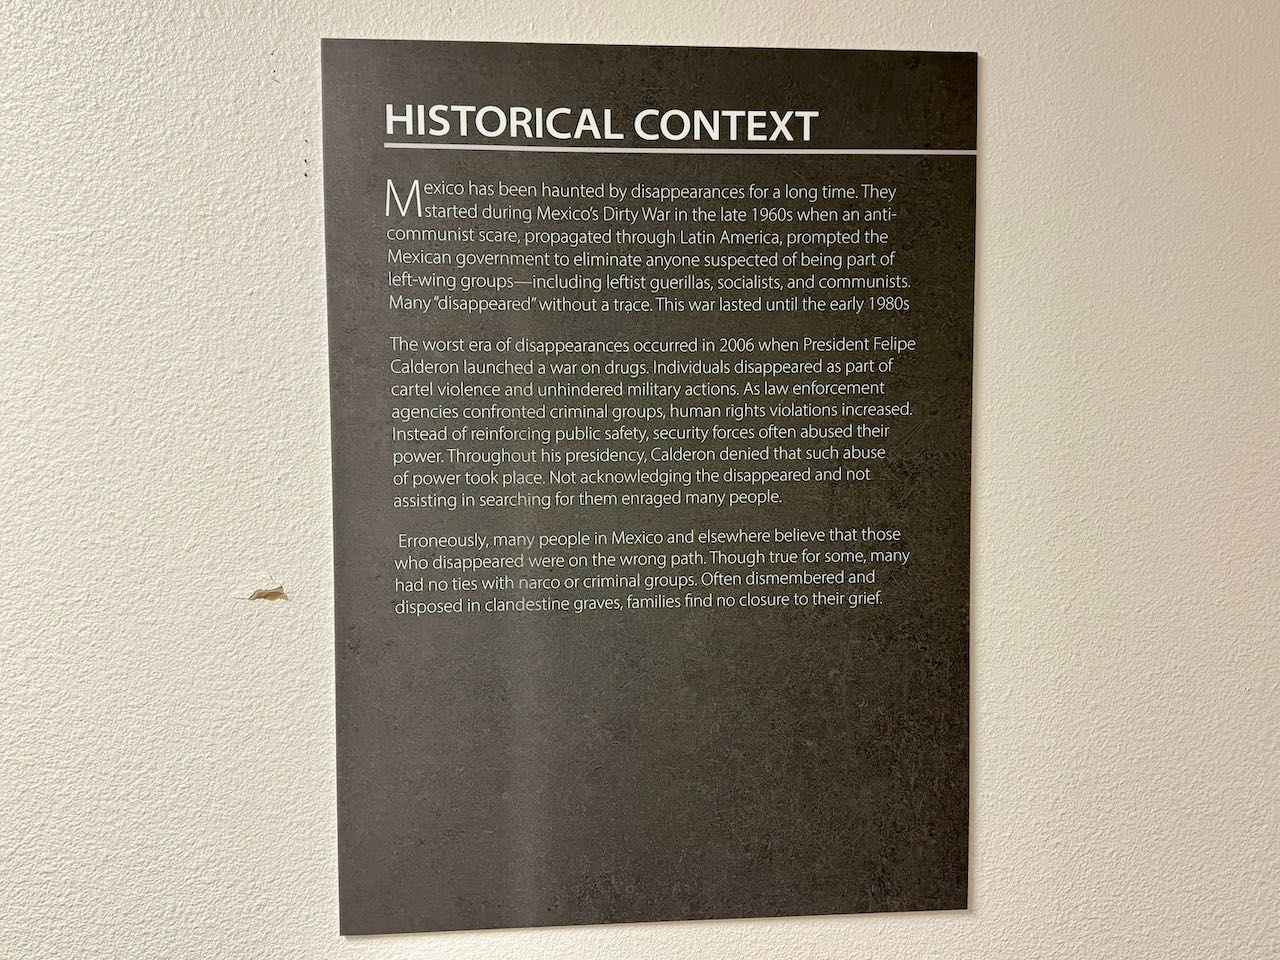 HISTORICAL CONTEXT
Mexico has been haunted by disappearances for a long time. They
started during Mexico's Dirty War in the late 1960s when an anti-
communist scare, propagated through Latin America, prompted the
Mexican government to eliminate anyone suspected of being part of
left-wing groups—including leftist guerillas, socialists, and communists.
Many "disappeared" without a trace. This war lasted until the early 1980s
The worst era of disappearances occurred in 2006 when President Felipe
Calderon launched a war on drugs. Individuals disappeared as part of
cartel violence and unhindered military actions. As law enforcement
agencies confronted criminal groups, human rights violations increased.
Instead of reinforcing public safety, security forces often abused their
power. Throughout his presidency, Calderon denied that such abuse
of power took place. Not acknowledging the disappeared and not
assisting in searching for them enraged many people.
Erroneously, many people in Mexico and elsewhere believe that those
who disappeared were on the wrong path. Though true for some, many
had no ties with narco or criminal groups. Often dismembered and
disposed in clandestine graves, families find no closure to their grief.